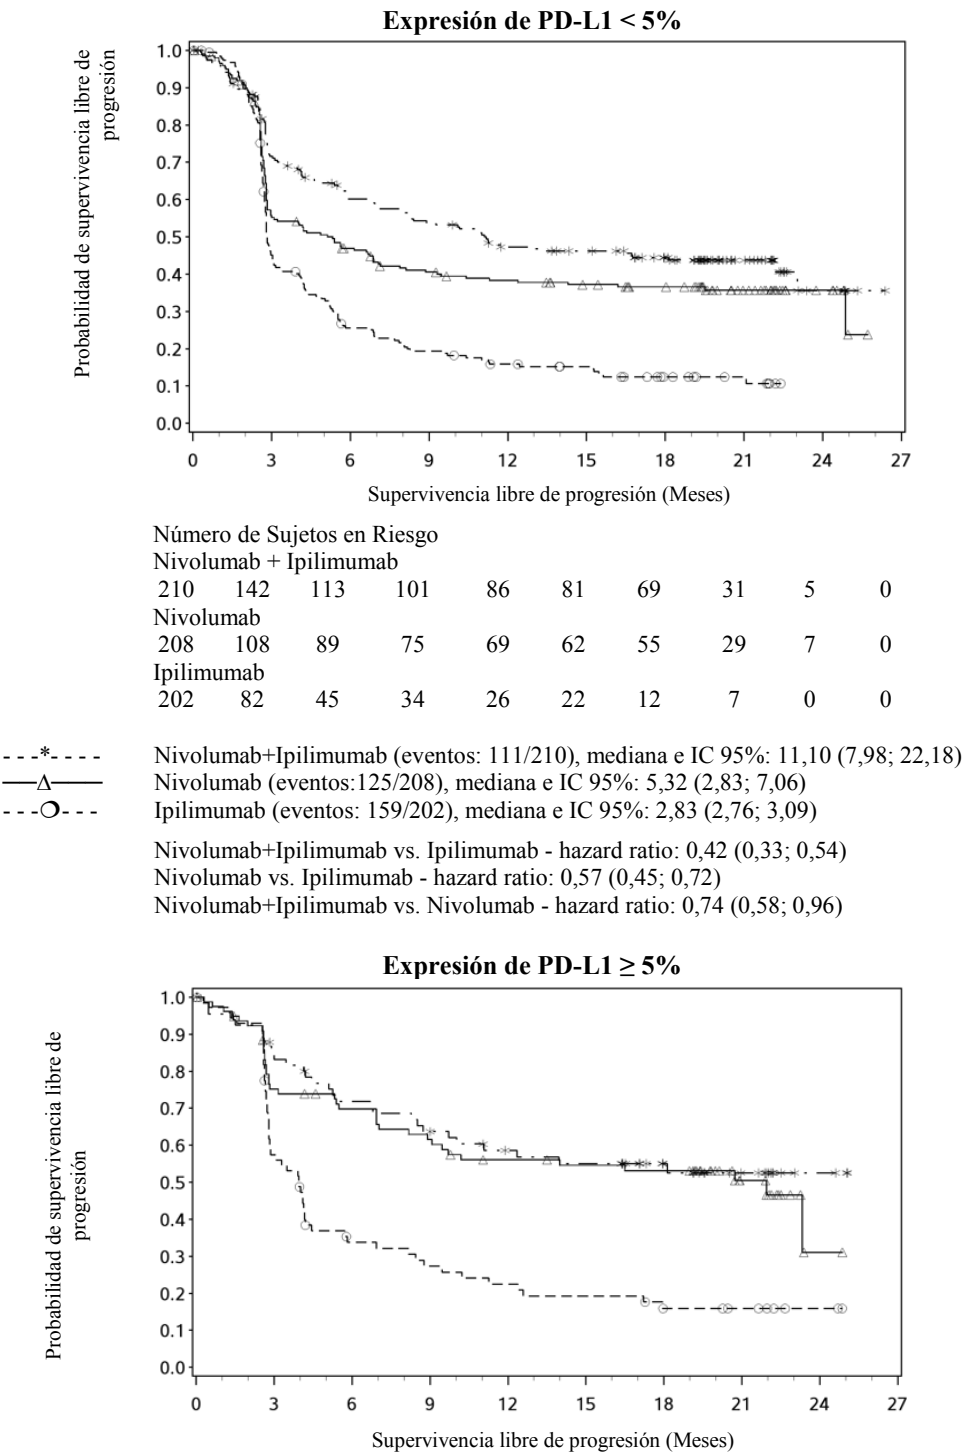 Expresión de PD-L1 < 5%
Probabilidad de supervivencia libre de
progresión
1.0
0.9
0.8
0.7
0.6
0.5
0.4
0.3
0.2
0.1
0.0
0 3 6 9 12 15 18 21 24 27
Supervivencia libre de progresión (Meses)
Número de Sujetos en Riesgo
Nivolumab + Ipilimumab
210 142 113 101 86 81 69 31 5 0
Nivolumab
208 108 89 75 69 62 55 29 7 0
Ipilimumab
202 82 45 34 26 22 12 7 0 0
- - -*- - - - Nivolumab+Ipilimumab (eventos: 111/210), mediana e IC 95%: 11,10 (7,98; 22,18)
——Δ—— Nivolumab (eventos:125/208), mediana e IC 95%: 5,32 (2,83; 7,06)
- - -❍- - - Ipilimumab (eventos: 159/202), mediana e IC 95%: 2,83 (2,76; 3,09)
Nivolumab+Ipilimumab vs. Ipilimumab - hazard ratio: 0,42 (0,33; 0,54)
Nivolumab vs. Ipilimumab - hazard ratio: 0,57 (0,45; 0,72)
Nivolumab+Ipilimumab vs. Nivolumab - hazard ratio: 0,74 (0,58; 0,96)
Expresión de PD-L1 ≥ 5%
Probabilidad de supervivencia libre de
progresión
1.0
0.9
0.8
0.7
0.6
0.5
0.4
0.3
0.2
0.1
0.0
0 3 6 9 12 15 18 21 24 27
Supervivencia libre de progresión (Meses)